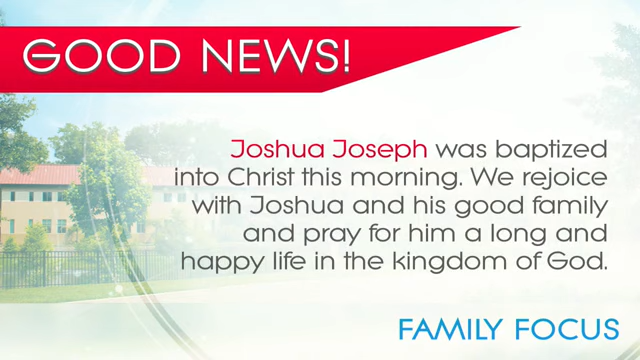 GOOD NEWS!
Joshua Joseph was baptized
into Christ this morning. We rejoice
with Joshua and his good family
and pray for him a long and
happy life in the kingdom of God.
FAMILY FOCUS